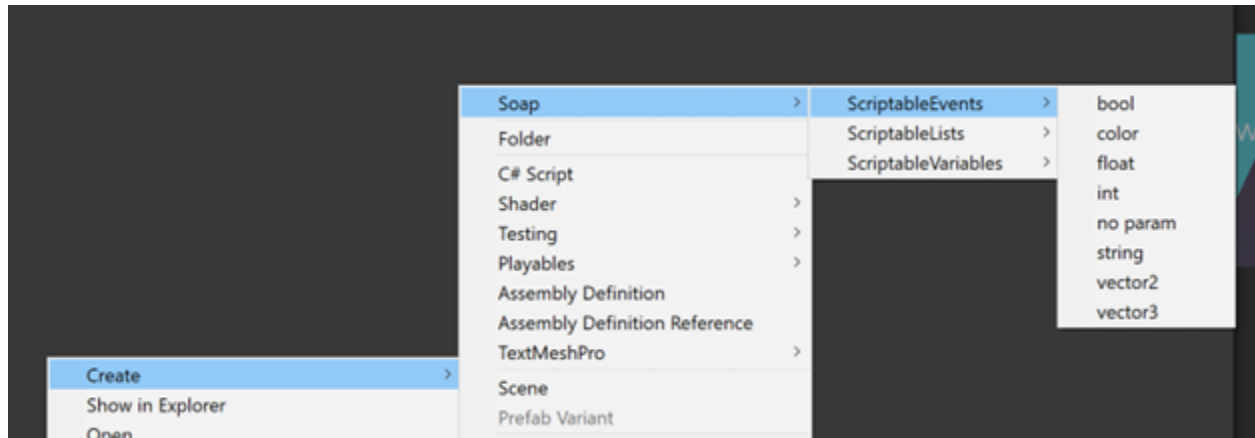 Soap
Folder
C# Script
Shader
Testing
Playables
Assembly Definition
Assembly Definition Reference
TextMeshPro
Scene
Prefab Variant
ScriptableEvents
ScriptableLists
ScriptableVariables
bool
color
float
int
no param
string
vector2
vector3
Create
Show in Explorer
Open